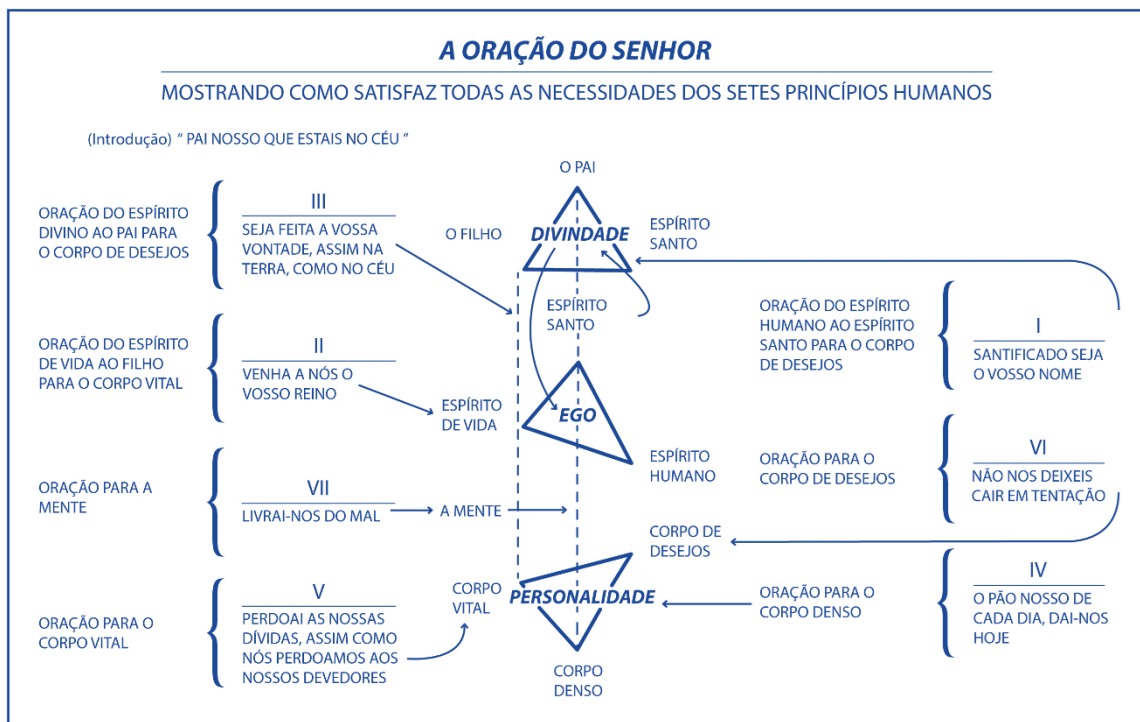 A ORAÇÃO DO SENHOR
MOSTRANDO COMO SATISFAZ TODAS AS NECESSIDADES DOS SETES PRINCÍPIOS HUMANOS
(Introdução) " PAI NOSSO QUE ESTAIS NO CÉU "
ORAÇÃO DO ESPÍRITO
DIVINO AO PAI PARA
O CORPO DE DESEJOS
III
SEJA FEITA A VOSSA
VONTADE, ASSIM NA
TERRA, COMO NO CÉU
ORAÇÃO DO ESPÍRITO
DE VIDA AO FILHO
PARA O CORPO VITAL
II
VENHA A NÓS O
VOSSO REINO
ORAÇÃO PARA A
MENTE
VII
LIVRAI-NOS DO MAL
ORAÇÃO PARA O
CORPO VITAL
V
PERDOAI AS NOSSAS
DÍVIDAS, ASSIM COMO
NÓS PERDOAMOS AOS
NOSSOS DEVEDORES
O PAI
O FILHO
DIVINDADE
ESPÍRITO
SANTO
ESPÍRITO
SANTO
ESPÍRITO
DE VIDA
EGO
ESPÍRITO
HUMANO
A MENTE
CORPO DE
DESEJOS
CORPO
VITAL
PERSONALIDADE
CORPO
DENSO
ORAÇÃO DO ESPÍRITO
HUMANO AO ESPÍRITO
SANTO PARA O CORPO
DE DESEJOS
I
SANTIFICADO SEJA
O VOSSO NOME
ORAÇÃO PARA O
CORPO DE DESEJOS
VI
NÃO NOS DEIXEIS
CAIR EM TENTAÇÃO
ORAÇÃO PARA O
CORPO DENSO
IV
O PÃO NOSSO DE
CADA DIA, DAI-NOS
HOJE